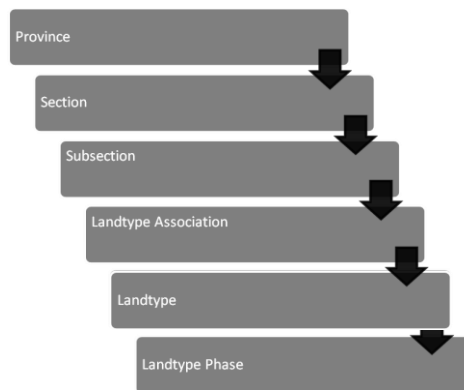 Province
Section
Subsection
Landtype Association
Landtype
Landtype Phase